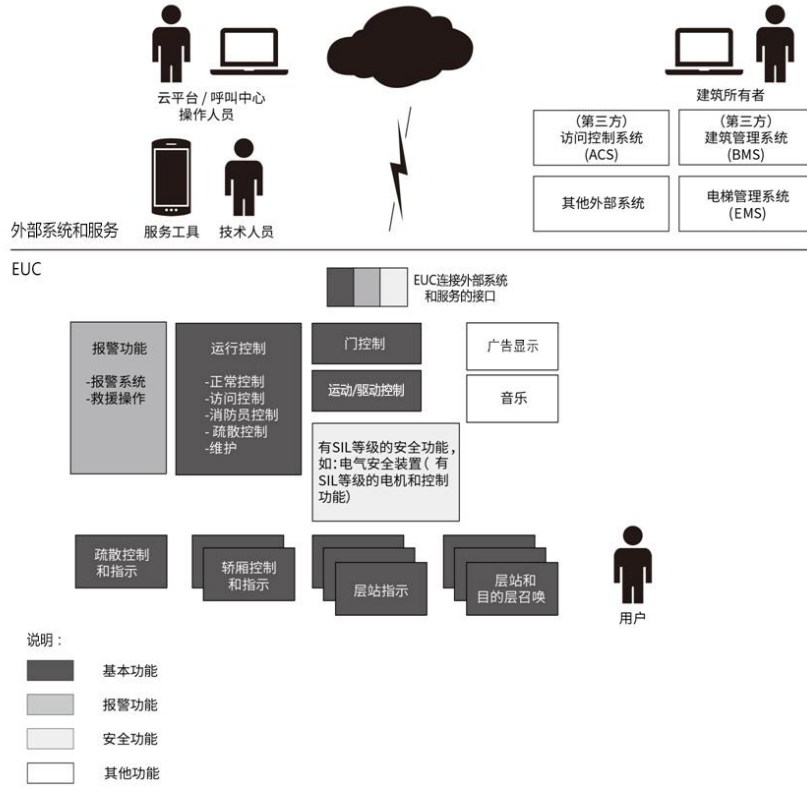 云平台 / 呼叫中心
操作人员
建筑所有者
（第三方）
访问控制系统
(ACS)
（第三方）
建筑管理系统
(BMS)
其他外部系统
电梯管理系统
(EMS)
外部系统和服务
服务工具
技术人员
EUC
EUC连接外部系统
和服务的接口
报警功能
-报警系统
-救援操作
运行控制
-正常控制
-访问控制
-消防员控制
- 疏散控制
-维护
门控制
运动/驱动控制
有SIL等级的安全功能，
如：电气安全装置（ 有
SIL等级的电机和控制
功能）
广告显示
音乐
疏散控制
和指示
轿厢控制
和指示
层站指示
层站和
目的层召唤
用户
说明：
基本功能
报警功能
安全功能
其他功能